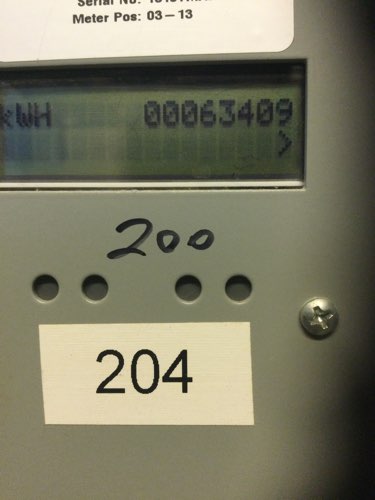 Serial No:
Meter Pos: 03-13
kWH 00063409
>
200
204